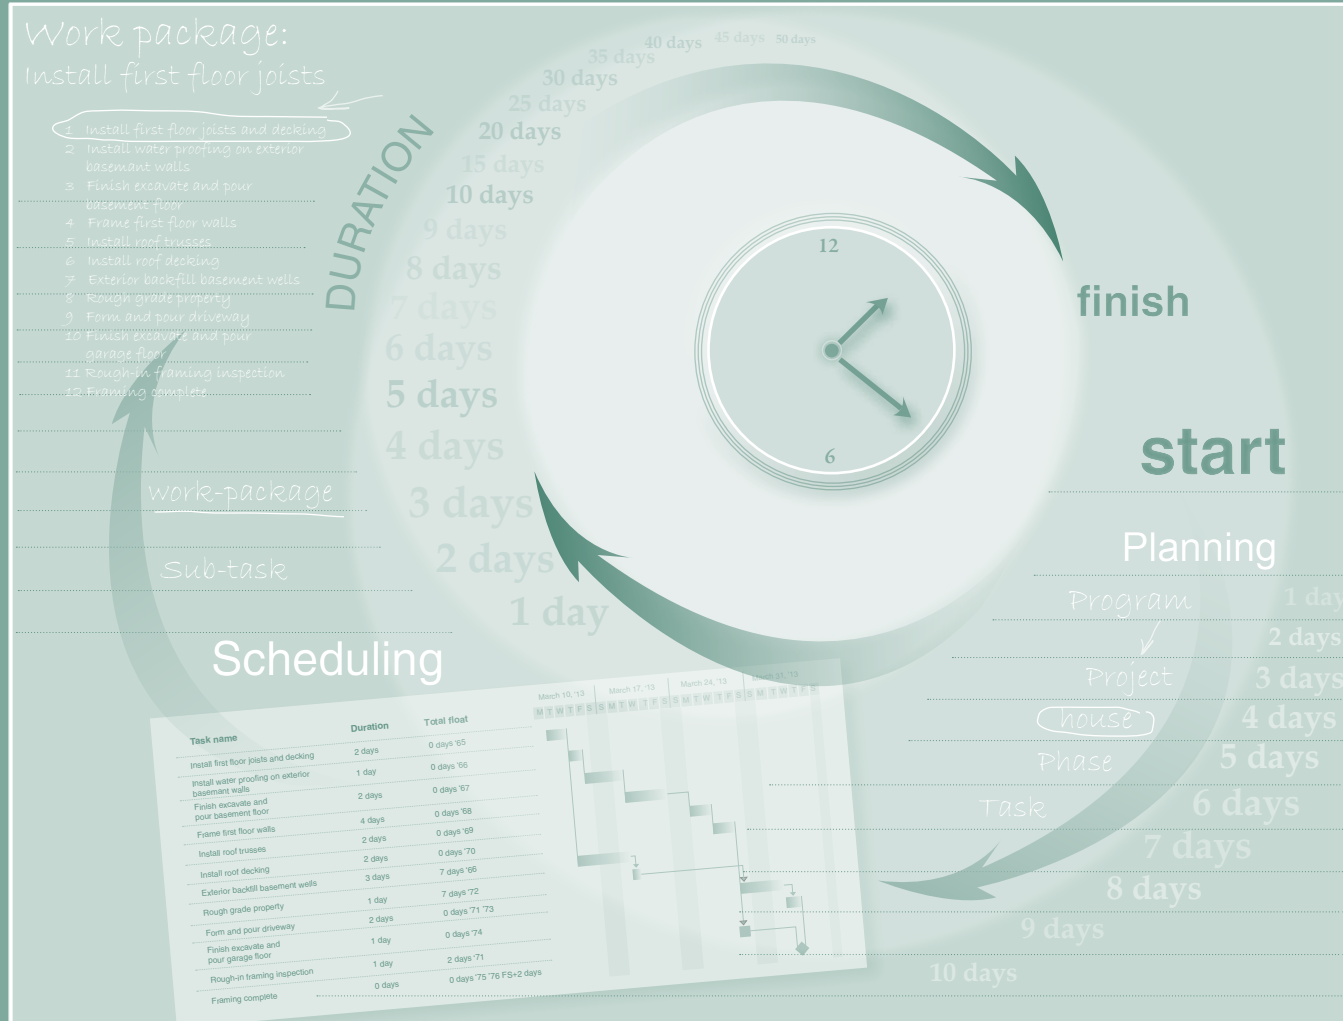 Work package:
Install first floor joists
1 Install first floor joists and decking
2 Install water proofing on exterior
basemant walls
3 Finish excavate and pour
basement floor
4 Frame first floor walls
5 Install roof trusses
6 Install roof decking
7 Exterior backfill basement wells
8 Rough grade property
9 Form and pour driveway
10 Finish excavate and pour
garage floor
11 Rough-in framing inspection
12 Framing complete
work-package
Sub-task
Scheduling
DURATION
50 days
45 days
40 days
35 days
30 days
25 days
20 days
15 days
10 days
9 days
8 days
7 days
6 days
5 days
4 days
3 days
2 days
1 day
12
6
finish
start
Planning
Program
Project
house
Phase
Task
1 day
2 days
3 days
4 days
5 days
6 days
7 days
8 days
9 days
10 days
March 10, '13 March 17, '13 March 24, '13 March 31, '13
M T W T F S S M T W T F S S M T W T F S S M T W T F S
Task name Duration Total float
Install first floor joists and decking 2 days 0 days '65
Install water proofing on exterior
basemant walls 1 day 0 days '66
Finish excavate and
pour basement floor 2 days 0 days '67
Frame first floor walls 4 days 0 days '68
Install roof trusses 2 days 0 days '69
Install roof decking 2 days 0 days '70
Exterior backfill basement wells 3 days 7 days '66
Rough grade property 1 day 7 days '72
Form and pour driveway 2 days 0 days '71 '73
Finish excavate and
pour garage floor 1 day 0 days '74
Rough-in framing inspection 1 day 2 days '71
Framing complete 0 days 0 days '75 '76 FS+2 days